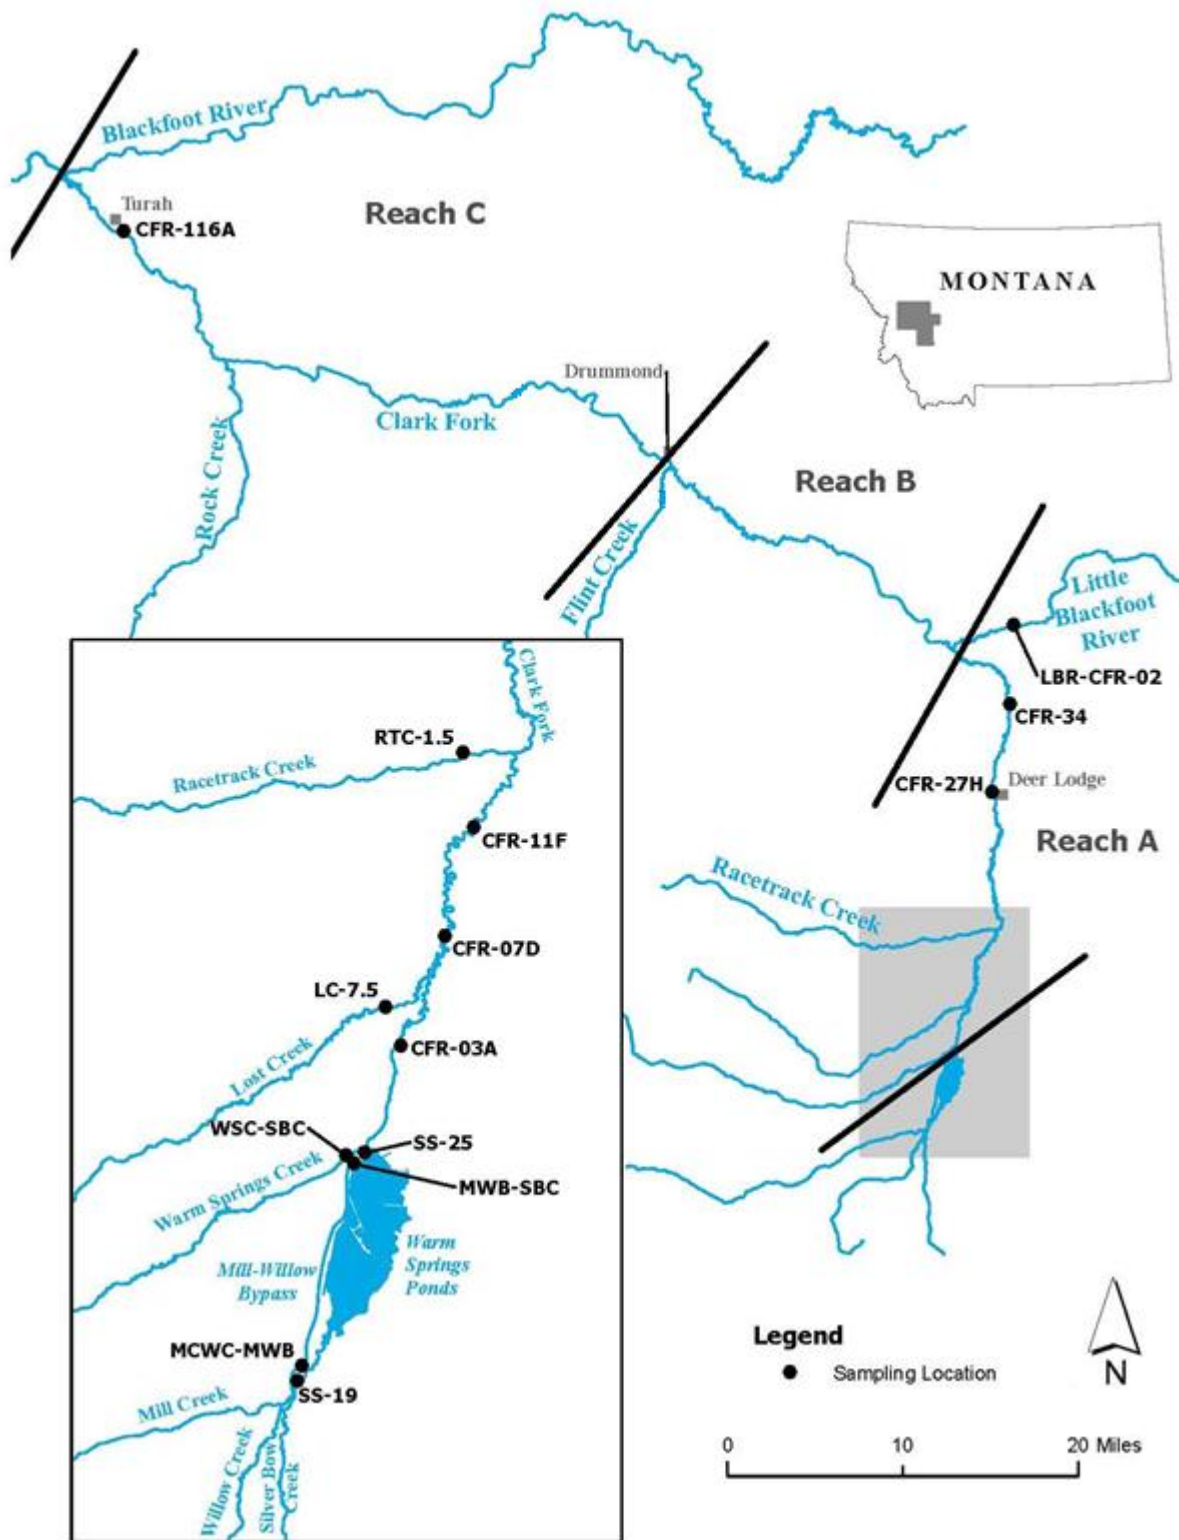 Blackfoot River
Turah
CFR-116A
Reach C
MONTANA
Drummond
Clark Fork
Rock Creek
Reach B
Flint Creek
Little
Blackfoot
River
LBR-CFR-02
CFR-34
CFR-27H
Deer Lodge
Reach A
Racetrack Creek
Clark Fork
RTC-1.5
Racetrack Creek
CFR-11F
CFR-07D
LC-7.5
CFR-03A
Lost Creek
WSC-SBC
SS-25
MWB-SBC
Warm Springs Creek
Mill-Willow
Bypass
Warm
Springs
Ponds
MCWC-MWB
SS-19
Mill Creek
Willow Creek
Silver Bow
Creek
Legend
Sampling Location
N
0 10 20 Miles